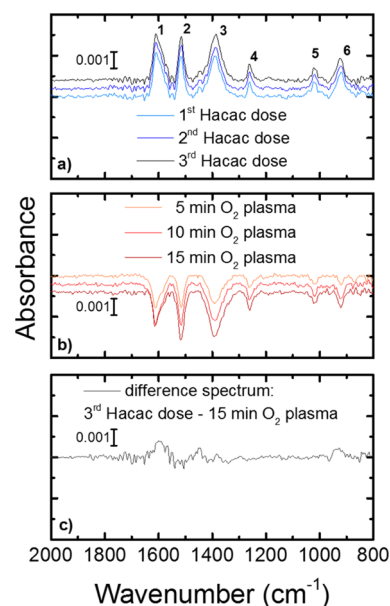 1 2 3 4 5 6
0.001
1st Hacac dose
2nd Hacac dose
3rd Hacac dose
a)
5 min O2 plasma
10 min O2 plasma
15 min O2 plasma
0.001
b)
difference spectrum:
3rd Hacac dose - 15 min O2 plasma
0.001
c)
Absorbance
2000 1800 1600 1400 1200 1000 800
Wavenumber (cm-1)